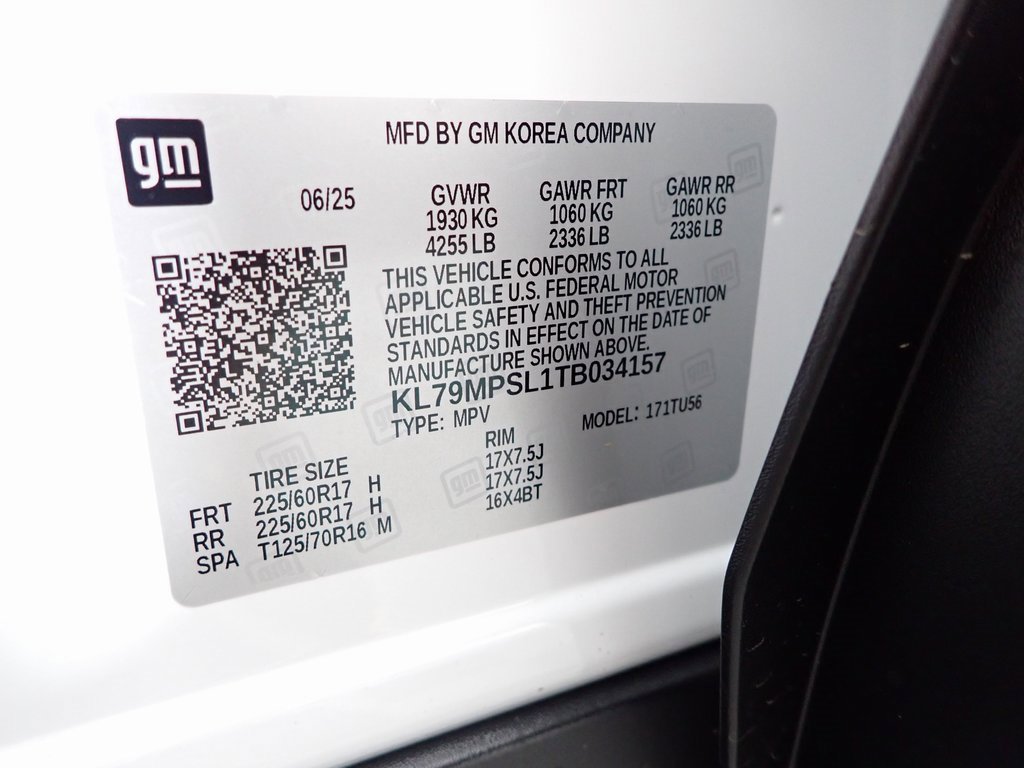 gm
MFD BY GM KOREA COMPANY
06/25
GVWR GAWR FRT GAWR RR
1930 KG 1060 KG 1060 KG
4255 LB 2336 LB 2336 LB
THIS VEHICLE CONFORMS TO ALL
APPLICABLE U.S. FEDERAL MOTOR
VEHICLE SAFETY AND THEFT PREVENTION
STANDARDS IN EFFECT ON THE DATE OF
MANUFACTURE SHOWN ABOVE.
KL79MPSL1TB034157
TYPE: MPV MODEL: 171TU56
TIRE SIZE RIM
FRT 225/60R17 H 17X7.5J
RR 225/60R17 H 17X7.5J
SPA T125/70R16 M 16X4BT